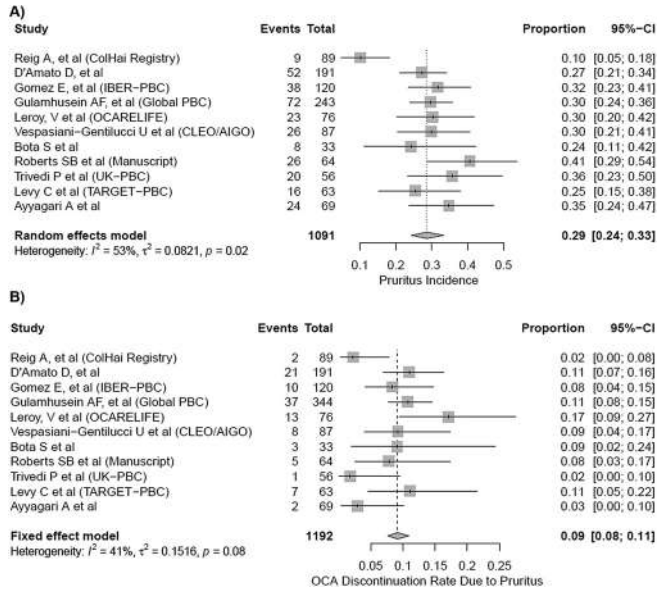 A)
Study Events Total Proportion 95%−CI
Reig A, et al (ColHai Registry) 9 89 0.10 [0.05; 0.18]
D'Amato D, et al 52 191 0.27 [0.21; 0.34]
Gomez E, et al (IBER−PBC) 38 120 0.32 [0.23; 0.41]
Gulamhusein AF, et al (Global PBC) 72 243 0.30 [0.24; 0.36]
Leroy, V et al (OCARELIFE) 23 76 0.30 [0.20; 0.42]
Vespasiani−Gentilucci U et al (CLEO/AIGO) 26 87 0.30 [0.21; 0.41]
Bota S et al 8 33 0.24 [0.11; 0.42]
Roberts SB et al (Manuscript) 26 64 0.41 [0.29; 0.54]
Trivedi P et al (UK−PBC) 20 56 0.36 [0.23; 0.50]
Levy C et al (TARGET−PBC) 16 63 0.25 [0.15; 0.38]
Ayyagari A et al 24 69 0.35 [0.24; 0.47]
Random effects model 1091 0.29 [0.24; 0.33]
Heterogeneity: I² = 53%, τ² = 0.0821, p = 0.02
0.1 0.2 0.3 0.4 0.5
Pruritus Incidence
B)
Study Events Total Proportion 95%−CI
Reig A, et al (ColHai Registry) 2 89 0.02 [0.00; 0.08]
D'Amato D, et al 21 191 0.11 [0.07; 0.16]
Gomez E, et al (IBER−PBC) 10 120 0.08 [0.04; 0.15]
Gulamhusein AF, et al (Global PBC) 37 344 0.11 [0.08; 0.15]
Leroy, V et al (OCARELIFE) 13 76 0.17 [0.09; 0.27]
Vespasiani−Gentilucci U et al (CLEO/AIGO) 8 87 0.09 [0.04; 0.17]
Bota S et al 3 33 0.09 [0.02; 0.24]
Roberts SB et al (Manuscript) 5 64 0.08 [0.03; 0.17]
Trivedi P et al (UK−PBC) 1 56 0.02 [0.00; 0.10]
Levy C et al (TARGET−PBC) 7 63 0.11 [0.05; 0.22]
Ayyagari A et al 2 69 0.03 [0.00; 0.10]
Fixed effect model 1192 0.09 [0.08; 0.11]
Heterogeneity: I² = 41%, τ² = 0.1516, p = 0.08
0.05 0.1 0.15 0.2 0.25
OCA Discontinuation Rate Due to Pruritus